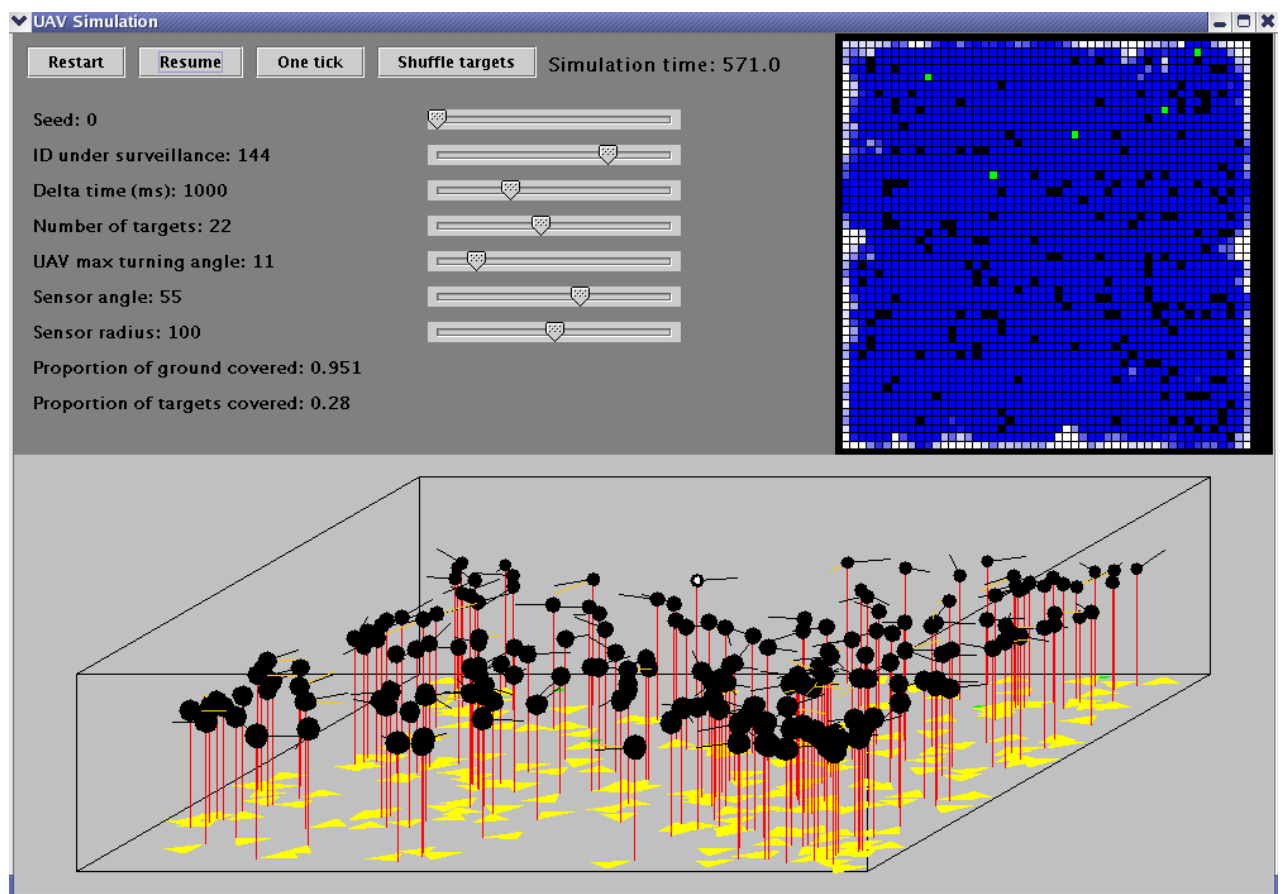 UAV Simulation
Restart Resume One tick Shuffle targets Simulation time: 571.0
Seed: 0
ID under surveillance: 144
Delta time (ms): 1000
Number of targets: 22
UAV max turning angle: 11
Sensor angle: 55
Sensor radius: 100
Proportion of ground covered: 0.951
Proportion of targets covered: 0.28